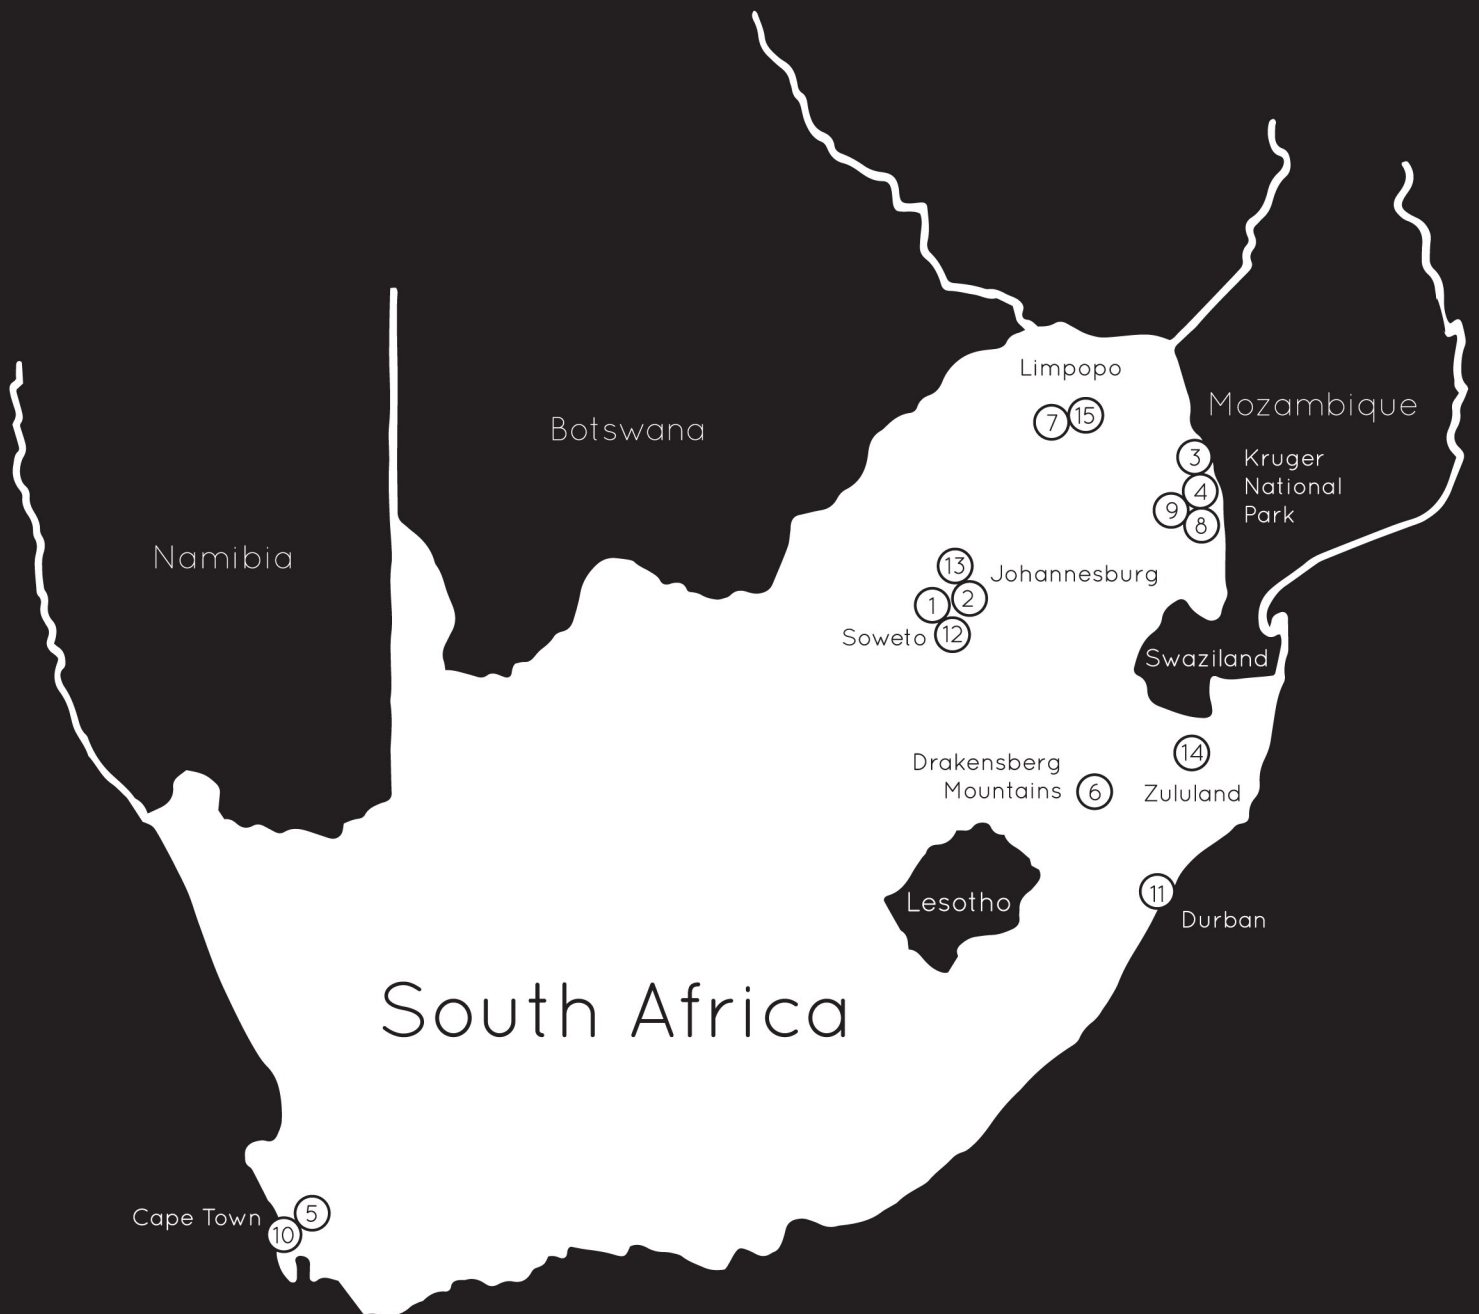 Limpopo
7
15
Mozambique
Botswana
3
Kruger
National
Park
4
9
8
Namibia
13
Johannesburg
1
2
Soweto
12
Swaziland
14
Zululand
Drakensberg
Mountains
6
Lesotho
11
Durban
South Africa
Cape Town
5
10